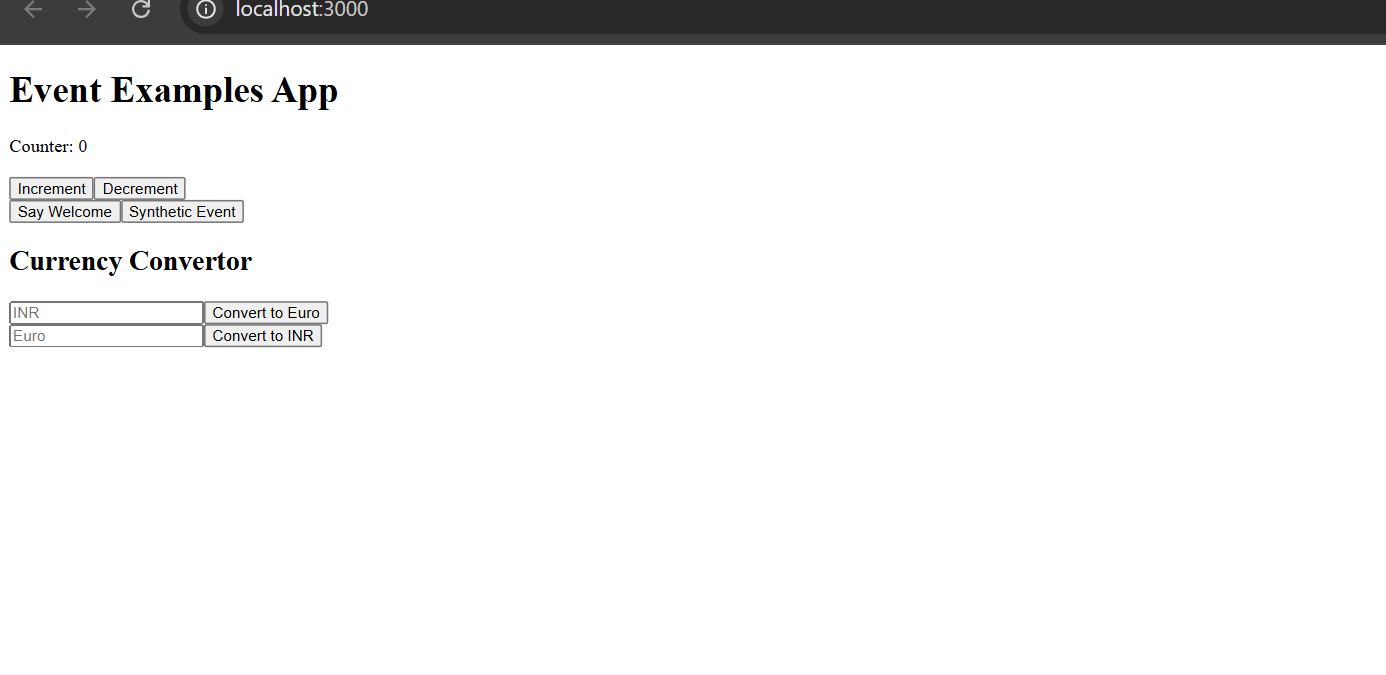 localhost:3000
Event Examples App
Counter: 0
Increment Decrement
Say Welcome Synthetic Event
Currency Convertor
INR Convert to Euro
Euro Convert to INR